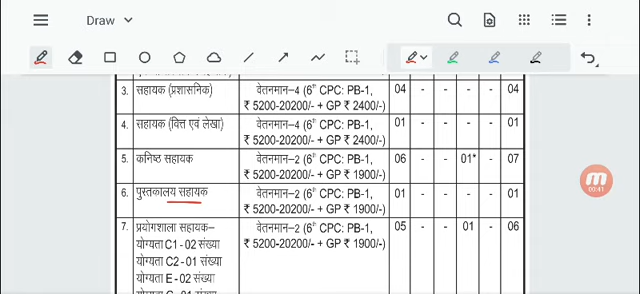 Draw
3. सहायक (प्रशासनिक) वेतनमान–4 (6th CPC: PB-1, 04 - - - - 04
₹ 5200-20200/- + GP ₹ 2400/-)
4. सहायक (वित्त एवं लेखा) वेतनमान–4 (6th CPC: PB-1, 01 - - - - 01
₹ 5200-20200/- + GP ₹ 2400/-)
5. कनिष्ठ सहायक वेतनमान–2 (6th CPC: PB-1, 06 - - 01* - 07
₹ 5200-20200/- + GP ₹ 1900/-)
6. पुस्तकालय सहायक वेतनमान–2 (6th CPC: PB-1, 01 - - - - 01
₹ 5200-20200/- + GP ₹ 1900/-)
7. प्रयोगशाला सहायक– वेतनमान–2 (6th CPC: PB-1, 05 - - 01 - 06
योग्यता C1 - 02 संख्या ₹ 5200-20200/- + GP ₹ 1900/-)
योग्यता C2 - 01 संख्या
योग्यता E - 02 संख्या
m
00:41